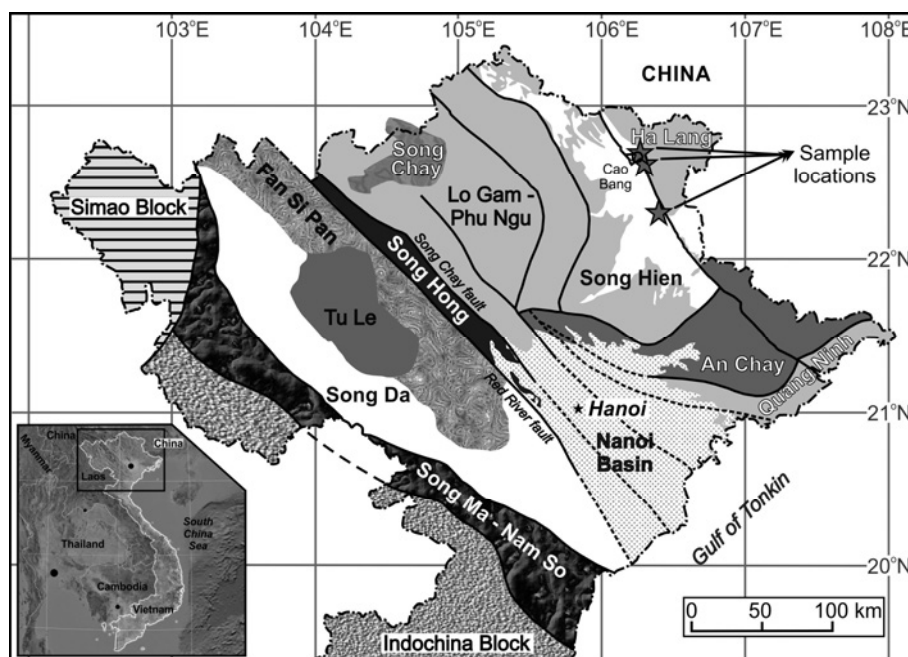 103°E
104°E
105°E
106°E
107°E
108°E
CHINA
23°N
Ha Lang
Cao
Bang
Sample
locations
Song
Chay
Lo Gam -
Phu Ngu
Simao Block
Fan Si Pan
Song Hong
Song Chay fault
22°N
Song Hien
Tu Le
An Chay
Quang Ninh
Song Da
Red River fault
Hanoi
21°N
Nanoi
Basin
Song Ma - Nam So
Gulf of Tonkin
20°N
Indochina Block
0 50 100 km
Myanmar
China
China
Laos
Thailand
South
China
Sea
Cambodia
Vietnam